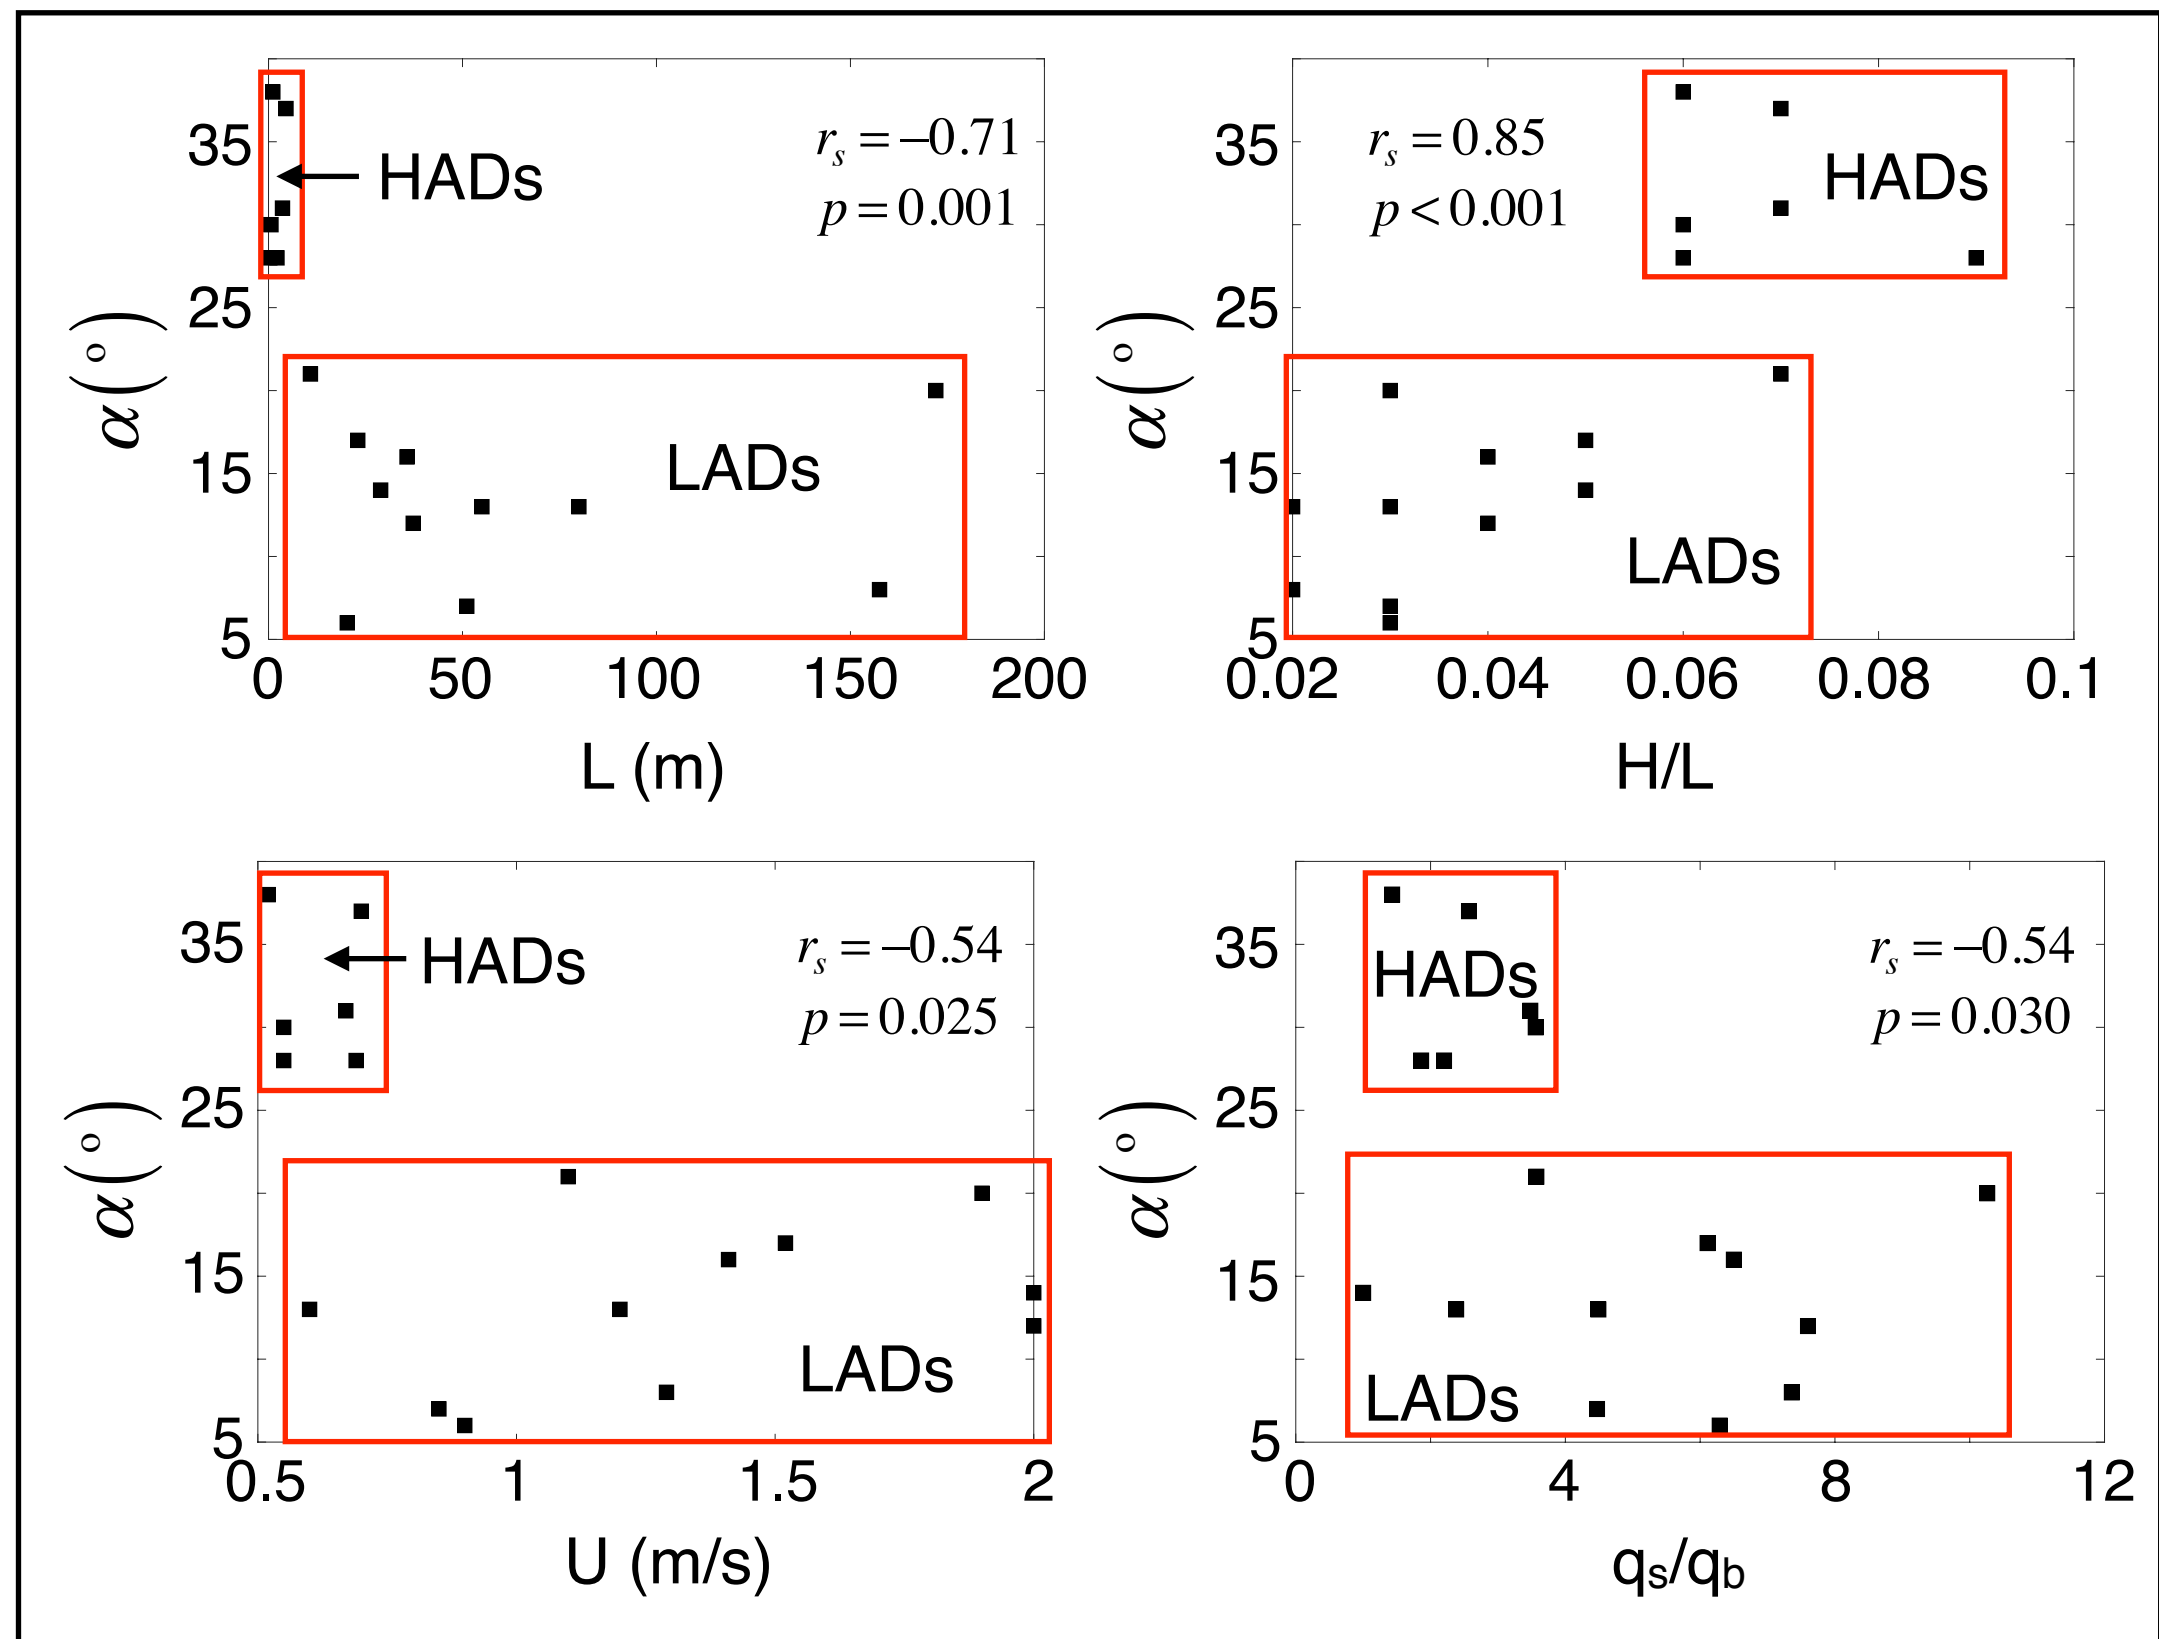 α(°)
35
25
15
5
HADs
r_s = −0.71
p = 0.001
LADs
0 50 100 150 200
L (m)
α(°)
35
25
15
5
r_s = 0.85
p < 0.001
HADs
LADs
0.02 0.04 0.06 0.08 0.1
H/L
α(°)
35
25
15
5
HADs
r_s = −0.54
p = 0.025
LADs
0.5 1 1.5 2
U (m/s)
α(°)
35
25
15
5
HADs
r_s = −0.54
p = 0.030
LADs
0 4 8 12
q_s/q_b